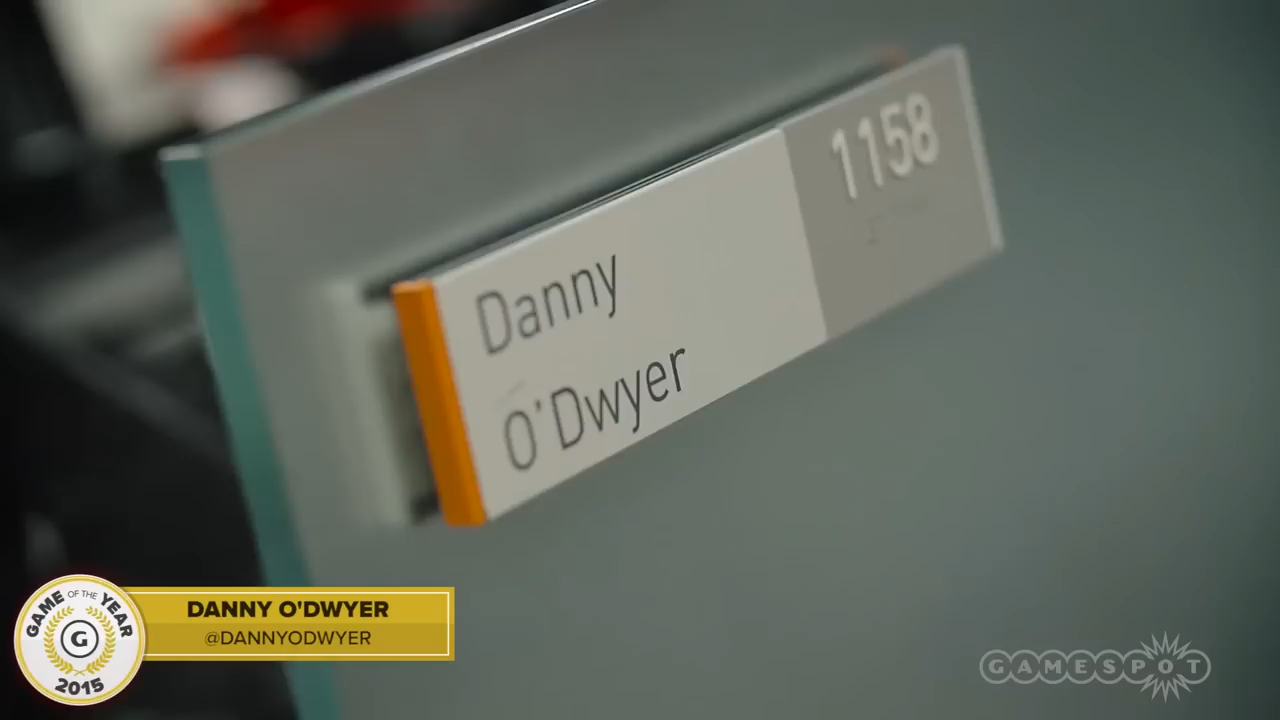 1158
Danny
O'Dwyer
GAME OF THE YEAR
G
2015
DANNY O'DWYER
@DANNYODWYER
GAMESPOT